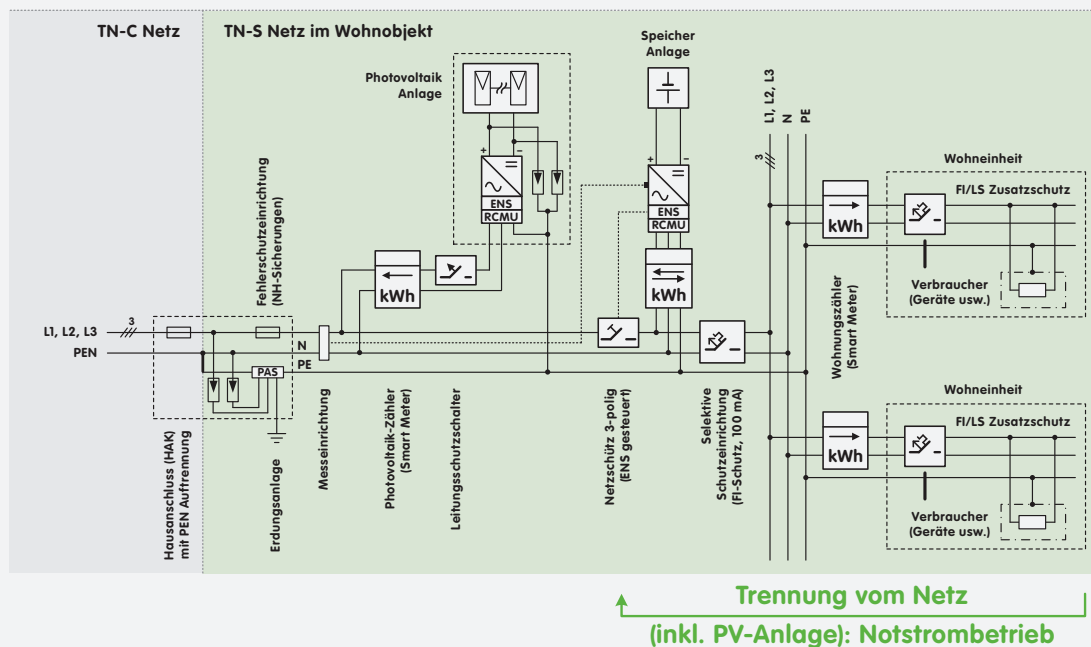 TN-C Netz
TN-S Netz im Wohnobjekt
Photovoltaik
Anlage
+
−
ENS
RCMU
Speicher
Anlage
+
−
ENS
RCMU
kWh
L1, L2, L3
N
PE
3
Wohneinheit
FI/LS Zusatzschutz
kWh
Verbraucher
(Geräte usw.)
Wohnungszähler
(Smart Meter)
Fehlerschutzeinrichtung
(NH-Sicherungen)
kWh
L1, L2, L3
3
PEN
N
PE
PAS
Hausanschluss (HAK)
mit PEN Auftrennung
Erdungsanlage
Messeinrichtung
Photovoltaik-Zähler
(Smart Meter)
Leitungsschutzschalter
Netzschütz 3-polig
(ENS gesteuert)
Selektive
Schutzeinrichtung
(FI-Schutz, 100 mA)
Wohneinheit
FI/LS Zusatzschutz
kWh
Verbraucher
(Geräte usw.)
Trennung vom Netz
(inkl. PV-Anlage): Notstrombetrieb